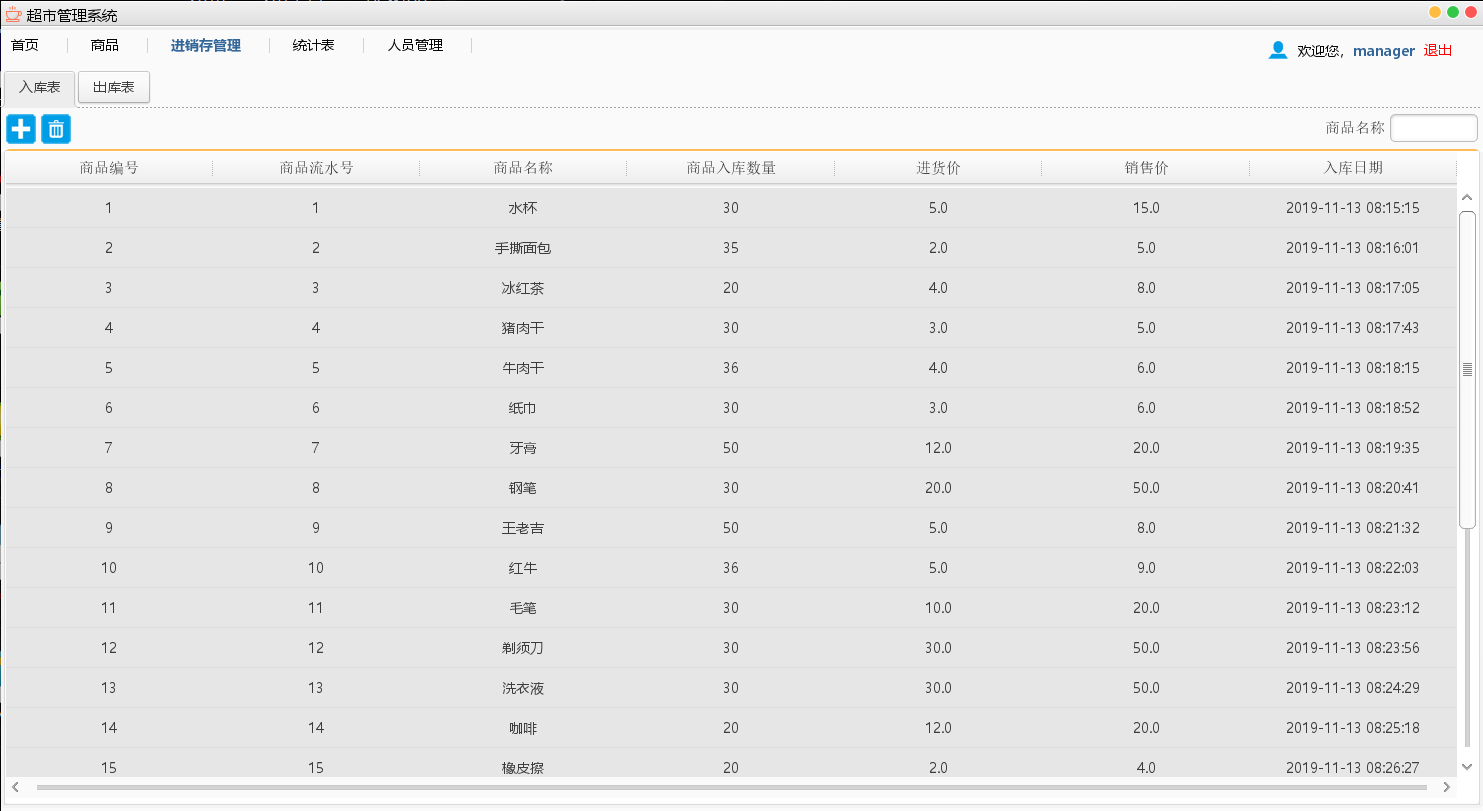 超市管理系统
首页 商品 进销存管理 统计表 人员管理 欢迎您, manager 退出
入库表 出库表
商品名称
商品编号 商品流水号 商品名称 商品入库数量 进货价 销售价 入库日期
1 1 水杯 30 5.0 15.0 2019-11-13 08:15:15
2 2 手撕面包 35 2.0 5.0 2019-11-13 08:16:01
3 3 冰红茶 20 4.0 8.0 2019-11-13 08:17:05
4 4 猪肉干 30 3.0 5.0 2019-11-13 08:17:43
5 5 牛肉干 36 4.0 6.0 2019-11-13 08:18:15
6 6 纸巾 30 3.0 6.0 2019-11-13 08:18:52
7 7 牙膏 50 12.0 20.0 2019-11-13 08:19:35
8 8 钢笔 30 20.0 50.0 2019-11-13 08:20:41
9 9 王老吉 50 5.0 8.0 2019-11-13 08:21:32
10 10 红牛 36 5.0 9.0 2019-11-13 08:22:03
11 11 毛笔 30 10.0 20.0 2019-11-13 08:23:12
12 12 剃须刀 30 30.0 50.0 2019-11-13 08:23:56
13 13 洗衣液 30 30.0 50.0 2019-11-13 08:24:29
14 14 咖啡 20 12.0 20.0 2019-11-13 08:25:18
15 15 橡皮擦 20 2.0 4.0 2019-11-13 08:26:27